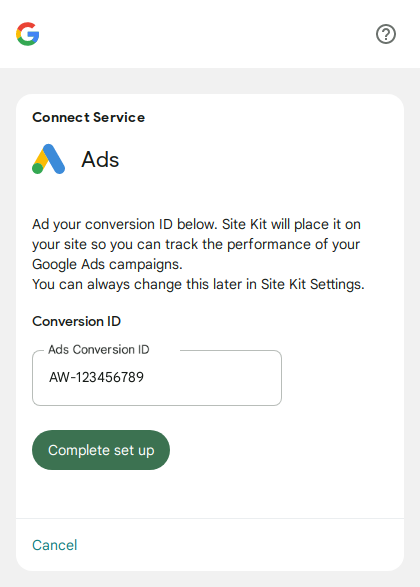 Connect Service
Ads
Ad your conversion ID below. Site Kit will place it on
your site so you can track the performance of your
Google Ads campaigns.
You can always change this later in Site Kit Settings.
Conversion ID
Ads Conversion ID
AW-123456789
Complete set up
Cancel